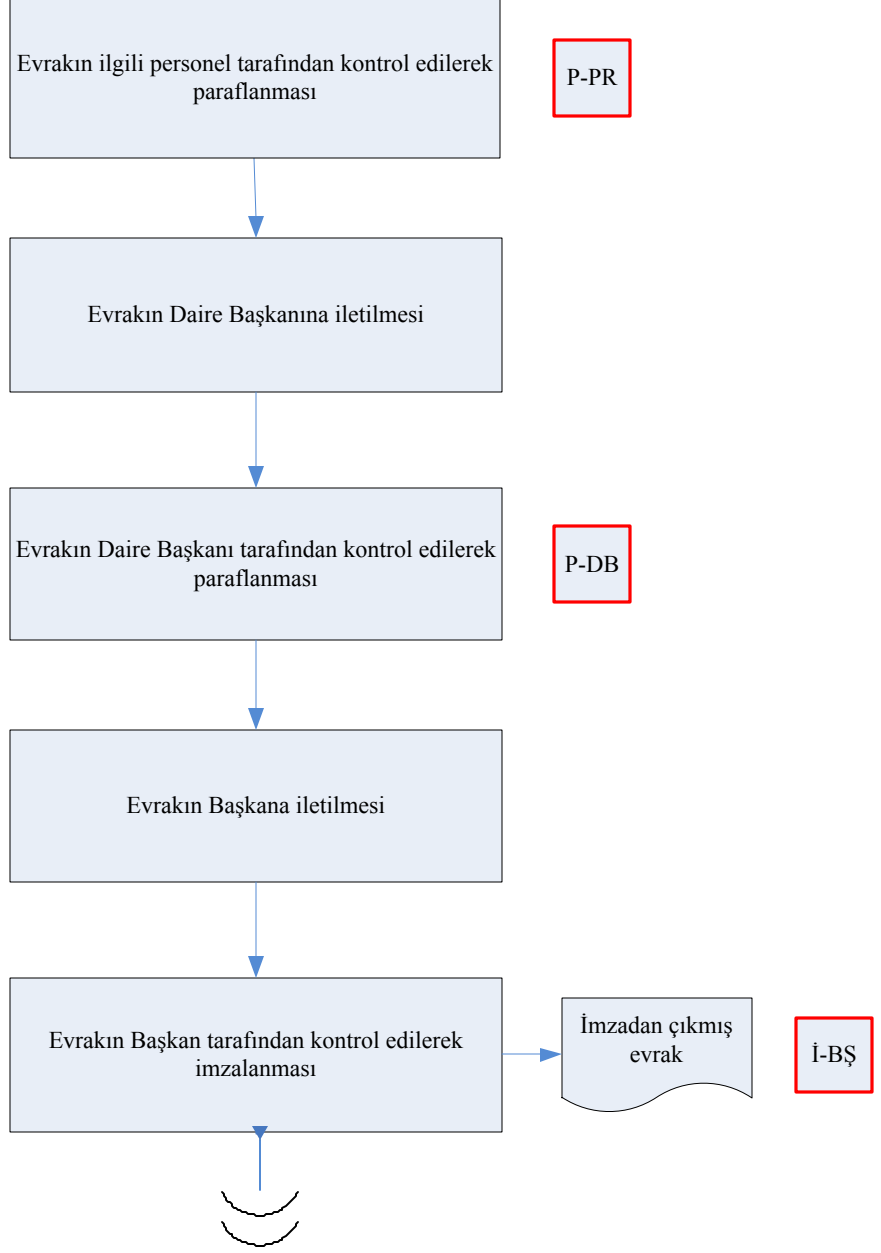 Evrakın ilgili personel tarafından kontrol edilerek
paraflanması
P-PR
Evrakın Daire Başkanına iletilmesi
Evrakın Daire Başkanı tarafından kontrol edilerek
paraflanması
P-DB
Evrakın Başkana iletilmesi
Evrakın Başkan tarafından kontrol edilerek
imzalanması
İmzadan çıkmış
evrak
İ-BŞ